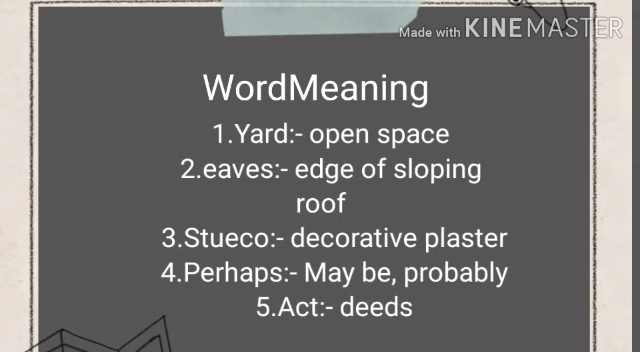 Made with KINEMASTER
WordMeaning
1.Yard:- open space
2.eaves:- edge of sloping
roof
3.Stueco:- decorative plaster
4.Perhaps:- May be, probably
5.Act:- deeds